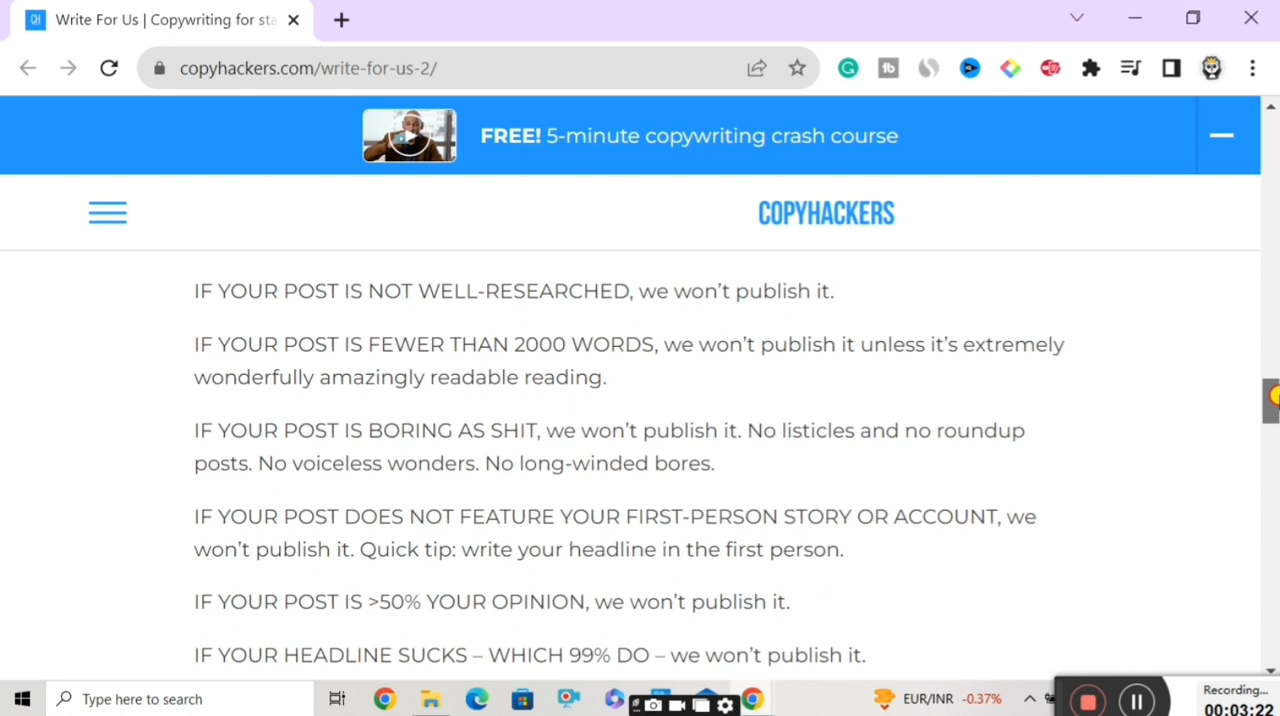 Write For Us | Copywriting for sta
copyhackers.com/write-for-us-2/
FREE! 5-minute copywriting crash course
COPYHACKERS
IF YOUR POST IS NOT WELL-RESEARCHED, we won't publish it.
IF YOUR POST IS FEWER THAN 2000 WORDS, we won't publish it unless it's extremely
wonderfully amazingly readable reading.
IF YOUR POST IS BORING AS SHIT, we won't publish it. No listicles and no roundup
posts. No voiceless wonders. No long-winded bores.
IF YOUR POST DOES NOT FEATURE YOUR FIRST-PERSON STORY OR ACCOUNT, we
won't publish it. Quick tip: write your headline in the first person.
IF YOUR POST IS >50% YOUR OPINION, we won't publish it.
IF YOUR HEADLINE SUCKS – WHICH 99% DO – we won't publish it.
Type here to search
EUR/INR -0.37%
Recording...
00:03:22